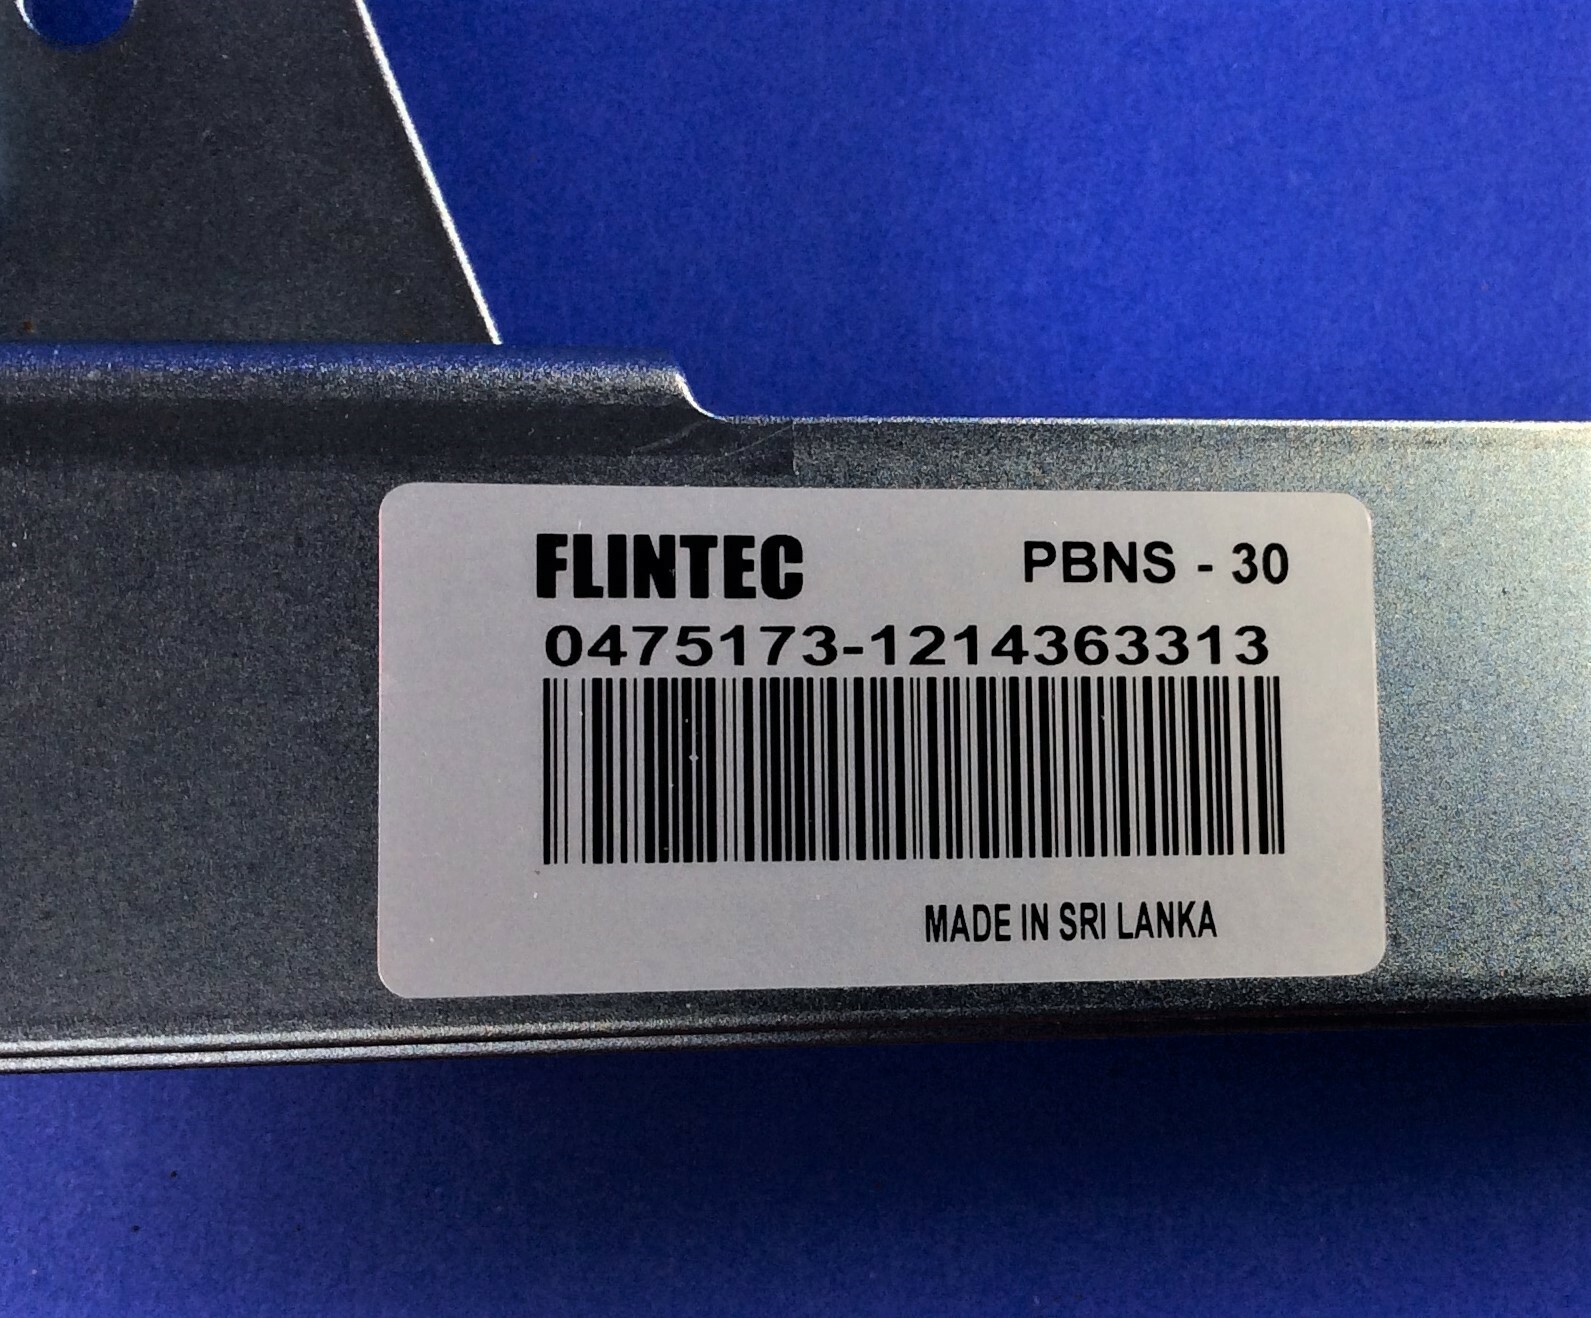 FLINTEC PBNS - 30
0475173-1214363313
MADE IN SRI LANKA